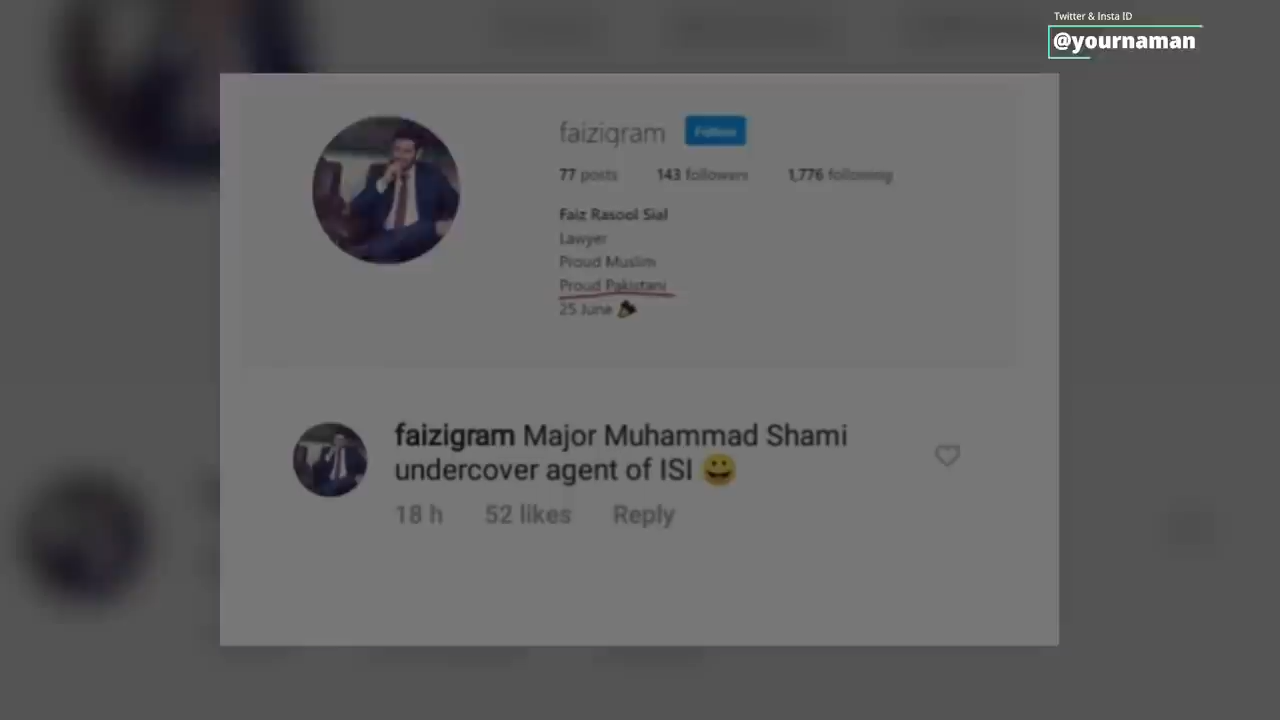 Twitter & Insta ID
@yournaman
faizigram Follow
77 posts 143 followers 1,776 following
Faiz Rasool Sial
Lawyer
Proud Muslim
Proud Pakistani
25 June
faizigram Major Muhammad Shami
undercover agent of ISI 😀
18 h 52 likes Reply